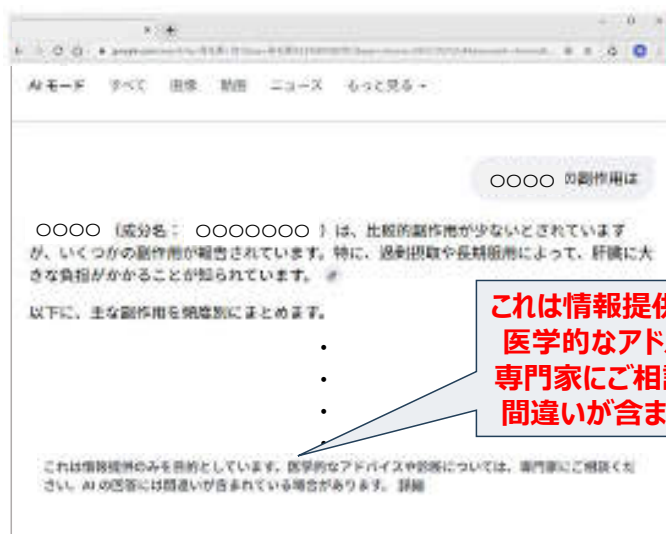 AI モード すべて 画像 動画 ニュース もっと見る
○○○○ の副作用は
○○○○ （成分名： ○○○○○○○ ）は、比較的副作用が少ないとされています
が、いくつかの副作用が報告されています。特に、過剰摂取や長期服用によって、肝臓に大
きな負担がかかることが知られています。
以下に、主な副作用を頻度別にまとめます。
これは情報提供
医学的なアド
専門家にご相
間違いが含ま
これは情報提供のみを目的としています。医学的なアドバイスや診断については、専門家にご相談くだ
さい。AI の回答には間違いが含まれている場合があります。 詳細